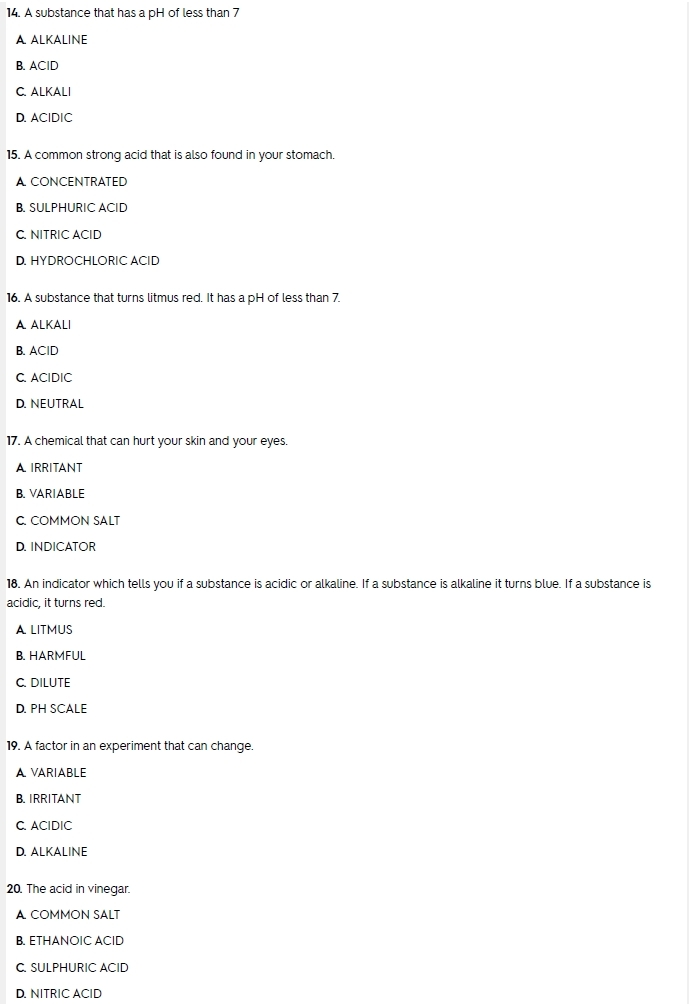 14. A substance that has a pH of less than 7
A. ALKALINE
B. ACID
C. ALKALI
D. ACIDIC
15. A common strong acid that is also found in your stomach.
A. CONCENTRATED
B. SULPHURIC ACID
C. NITRIC ACID
D. HYDROCHLORIC ACID
16. A substance that turns litmus red. It has a pH of less than 7.
A. ALKALI
B. ACID
C. ACIDIC
D. NEUTRAL
17. A chemical that can hurt your skin and your eyes.
A. IRRITANT
B. VARIABLE
C. COMMON SALT
D. INDICATOR
18. An indicator which tells you if a substance is acidic or alkaline. If a substance is alkaline it turns blue. If a substance is
acidic, it turns red.
A. LITMUS
B. HARMFUL
C. DILUTE
D. PH SCALE
19. A factor in an experiment that can change.
A. VARIABLE
B. IRRITANT
C. ACIDIC
D. ALKALINE
20. The acid in vinegar.
A. COMMON SALT
B. ETHANOIC ACID
C. SULPHURIC ACID
D. NITRIC ACID